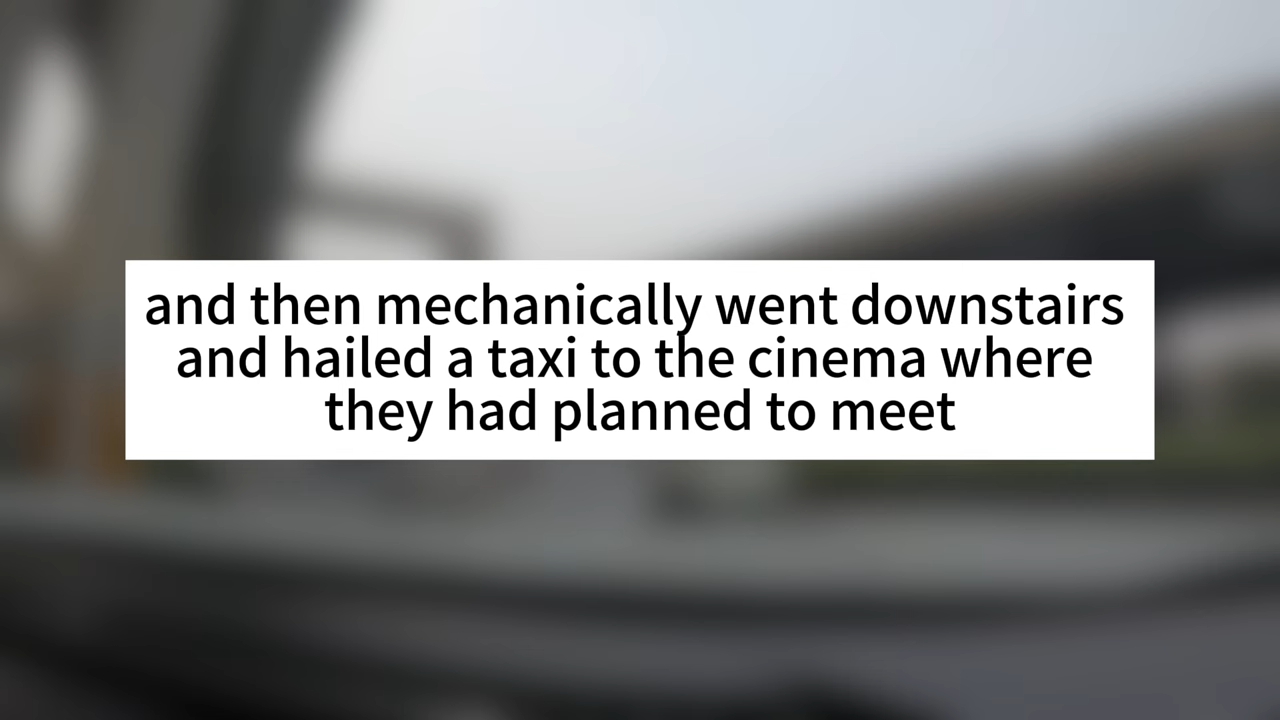 and then mechanically went downstairs
and hailed a taxi to the cinema where
they had planned to meet